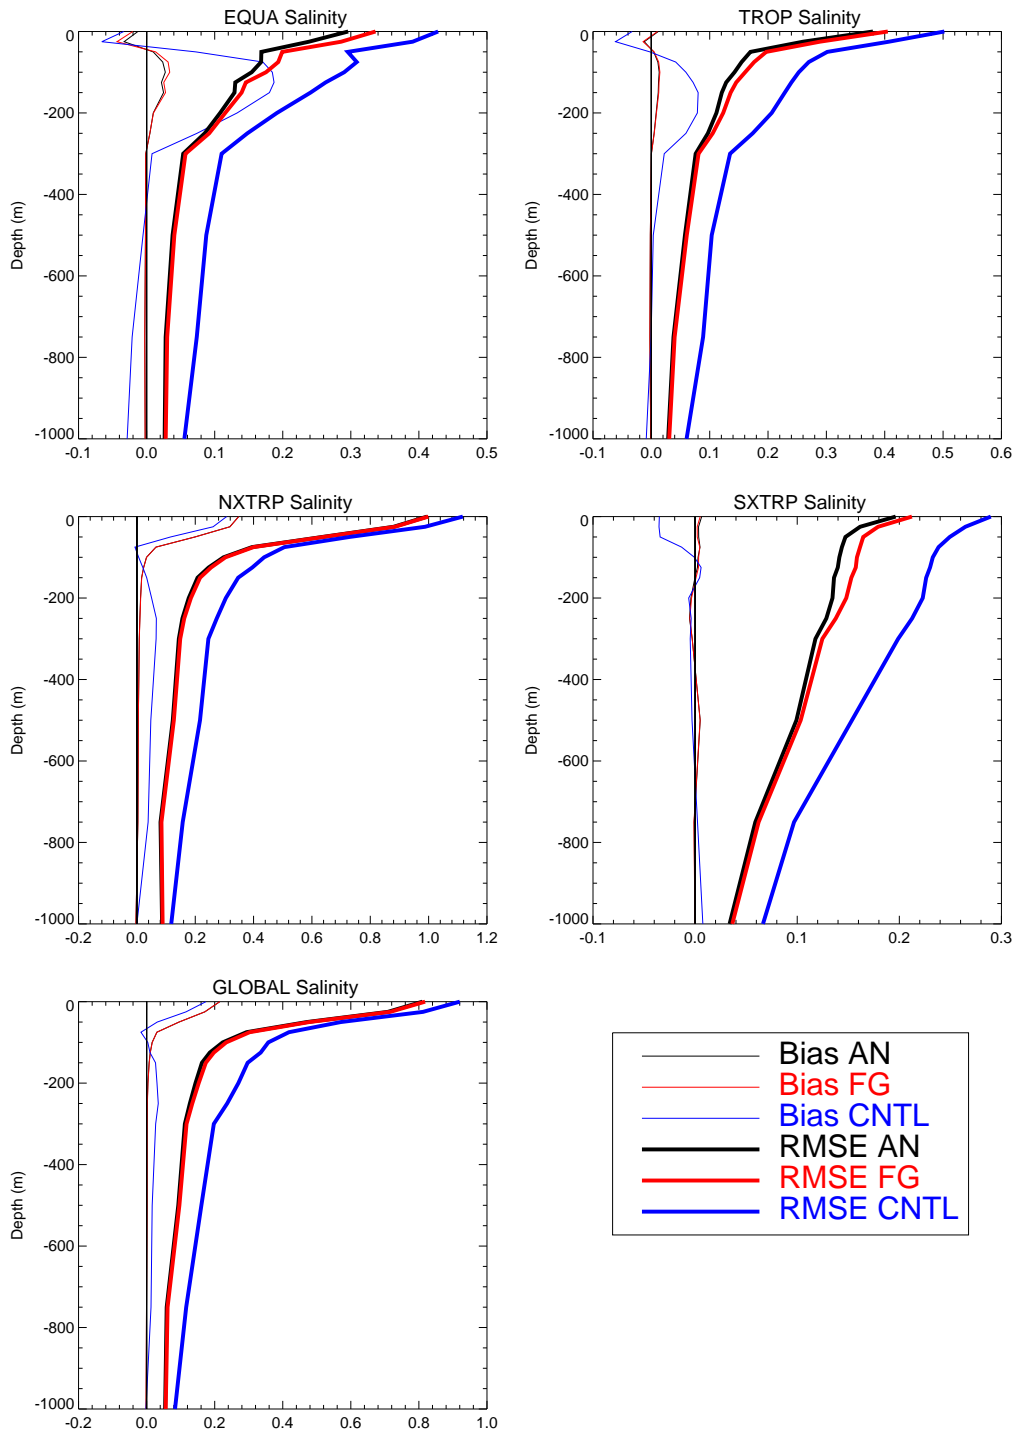 EQUA Salinity
0
-200
-400
-600
-800
-1000
Depth (m)
-0.1 0.0 0.1 0.2 0.3 0.4 0.5
TROP Salinity
0
-200
-400
-600
-800
-1000
Depth (m)
-0.1 0.0 0.1 0.2 0.3 0.4 0.5 0.6
NXTRP Salinity
0
-200
-400
-600
-800
-1000
Depth (m)
-0.2 0.0 0.2 0.4 0.6 0.8 1.0 1.2
SXTRP Salinity
0
-200
-400
-600
-800
-1000
Depth (m)
-0.1 0.0 0.1 0.2 0.3
GLOBAL Salinity
0
-200
-400
-600
-800
-1000
Depth (m)
-0.2 0.0 0.2 0.4 0.6 0.8 1.0
Bias AN
Bias FG
Bias CNTL
RMSE AN
RMSE FG
RMSE CNTL